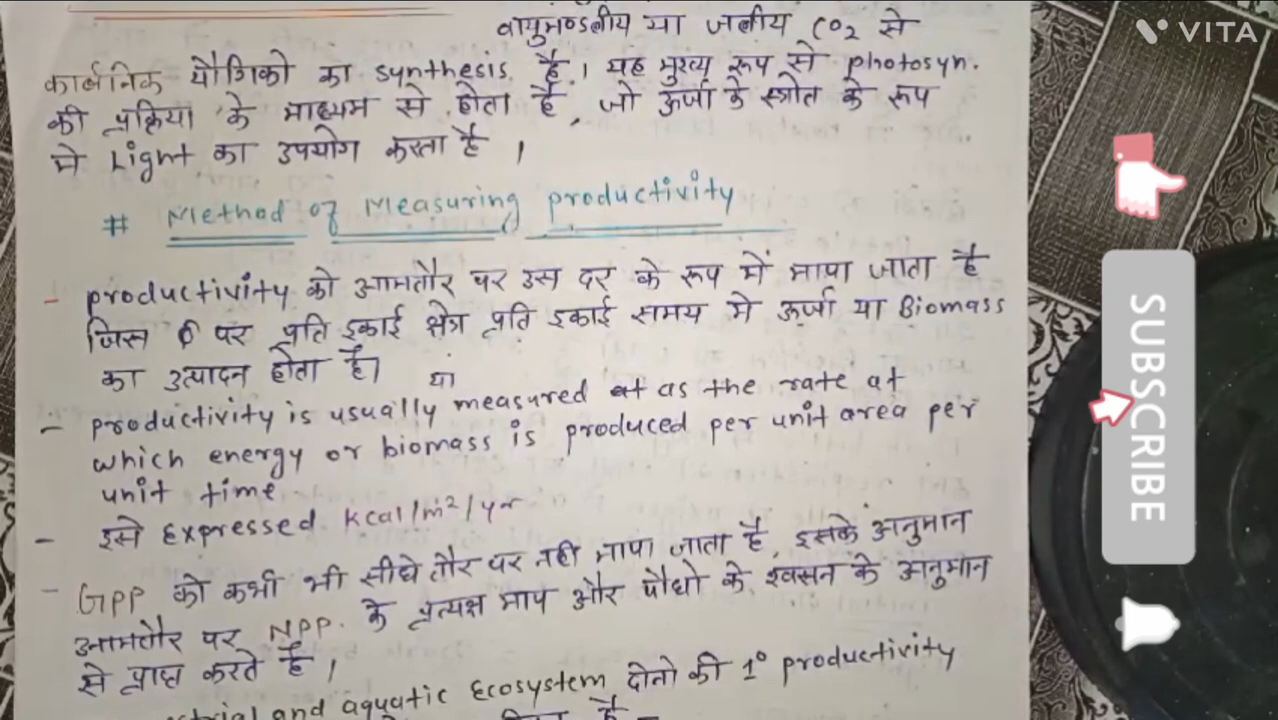 वायुमण्डलीय या जलीय CO2 से
कार्बनिक यौगिको का synthesis है। यह मुख्य रूप से photosyn.
की प्रक्रिया के माध्यम से होता है, जो ऊर्जा के स्त्रोत के रूप
मे Light का उपयोग करता है ।
# Method of Measuring productivity
- productivity को आमतौर पर उस दर के रूप में मापा जाता है
जिस पर प्रति इकाई क्षेत्र प्रति इकाई समय मे ऊर्जा या Biomass
का उत्पादन होता है। या
- productivity is usually measured at as the rate at
which energy or biomass is produced per unit area per
unit time
- इसे Expressed kcal/m²/yr
- GPP को कभी भी सीधे तौर पर नही मापा जाता है, इसके अनुमान
आमतौर पर NPP. के प्रत्यक्ष माप और पौधो के श्वसन के अनुमान
से प्राप्त करते है ।
and aquatic Ecosystem दोनो की 1° productivity
है -
VITA
SUBSCRIBE